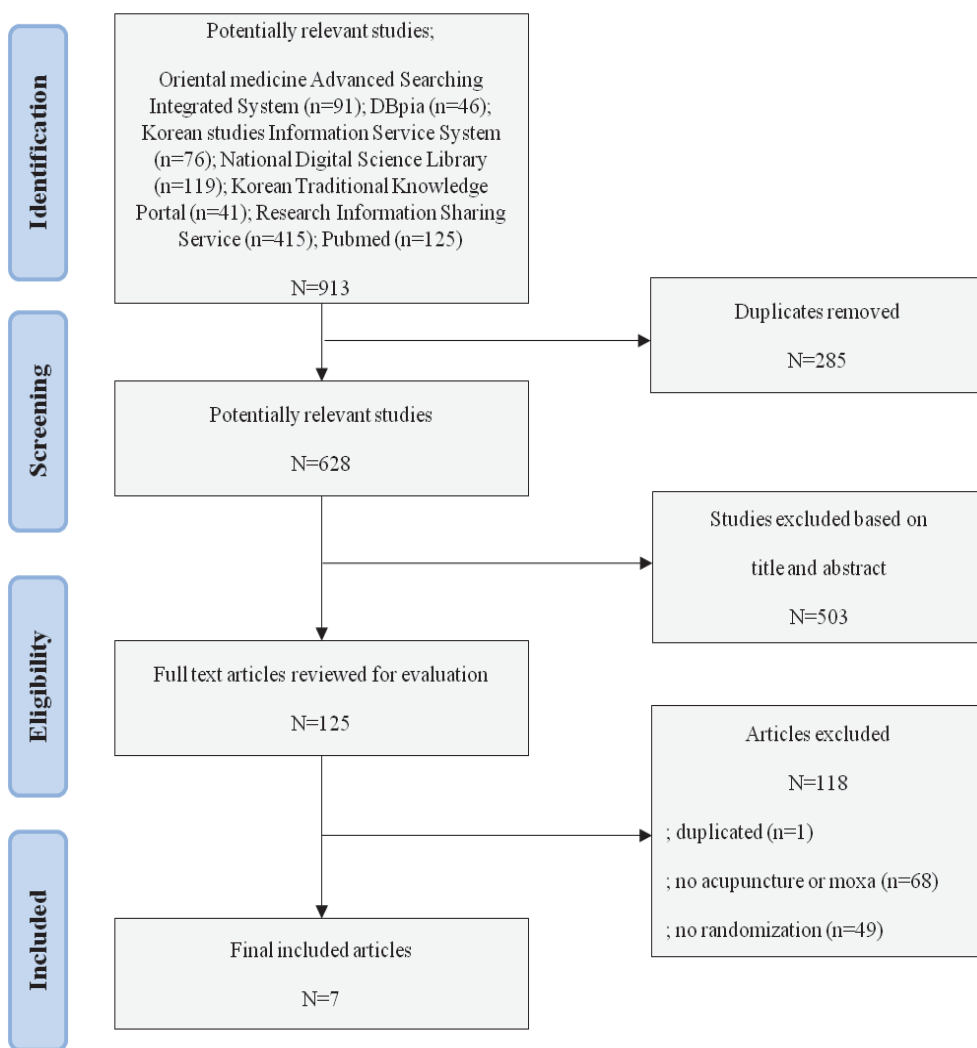 Identification
Potentially relevant studies;
Oriental medicine Advanced Searching
Integrated System (n=91); DBpia (n=46);
Korean studies Information Service System
(n=76); National Digital Science Library
(n=119); Korean Traditional Knowledge
Portal (n=41); Research Information Sharing
Service (n=415); Pubmed (n=125)
N=913
Duplicates removed
N=285
Screening
Potentially relevant studies
N=628
Studies excluded based on
title and abstract
N=503
Eligibility
Full text articles reviewed for evaluation
N=125
Articles excluded
N=118
; duplicated (n=1)
; no acupuncture or moxa (n=68)
; no randomization (n=49)
Included
Final included articles
N=7